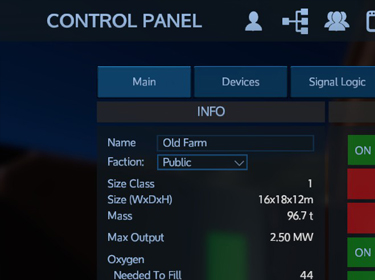 CONTROL PANEL
Main
Devices
Signal Logic
INFO
Name Old Farm
Faction: Public
Size Class 1
Size (WxDxH) 16x18x12m
Mass 96.7 t
Max Output 2.50 MW
Oxygen
Needed To Fill 44
ON
ON